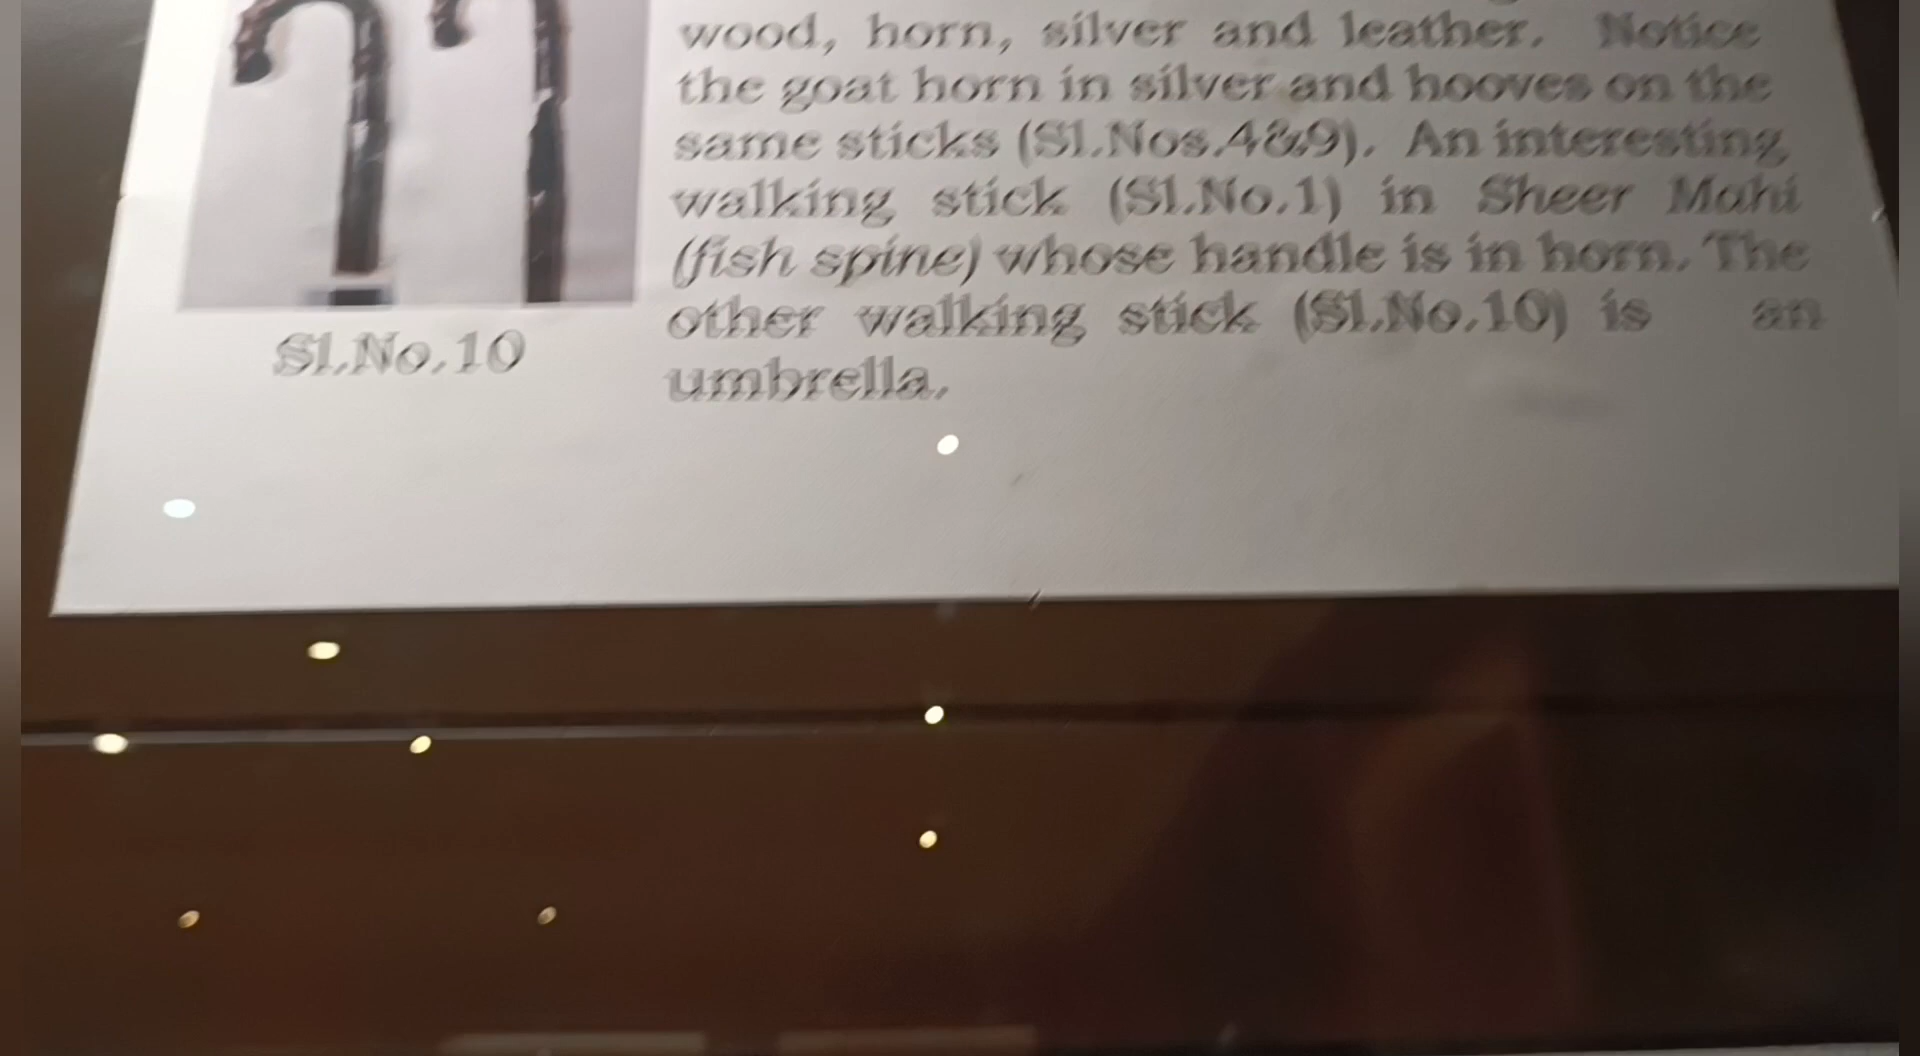 wood, horn, silver and leather. Notice
the goat horn in silver and hooves on the
same sticks (Sl.Nos.4&9). An interesting
walking stick (Sl.No.1) in Sheer Mahi
(fish spine) whose handle is in horn. The
other walking stick (Sl.No.10) is an
umbrella.
Sl.No.10